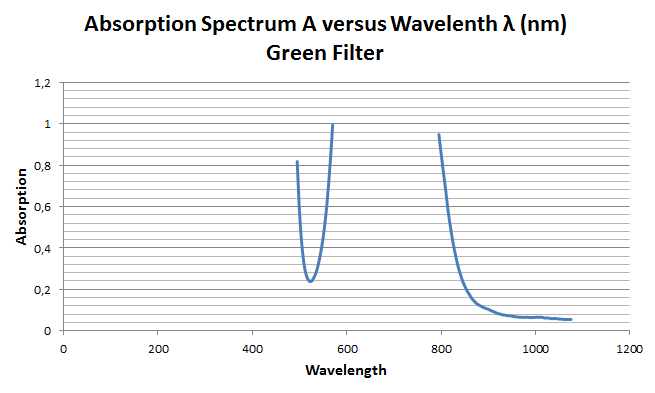 Absorption Spectrum A versus Wavelenth λ (nm)
Green Filter
1,2
1
0,8
0,6
0,4
0,2
0
Absorption
0 200 400 600 800 1000 1200
Wavelength